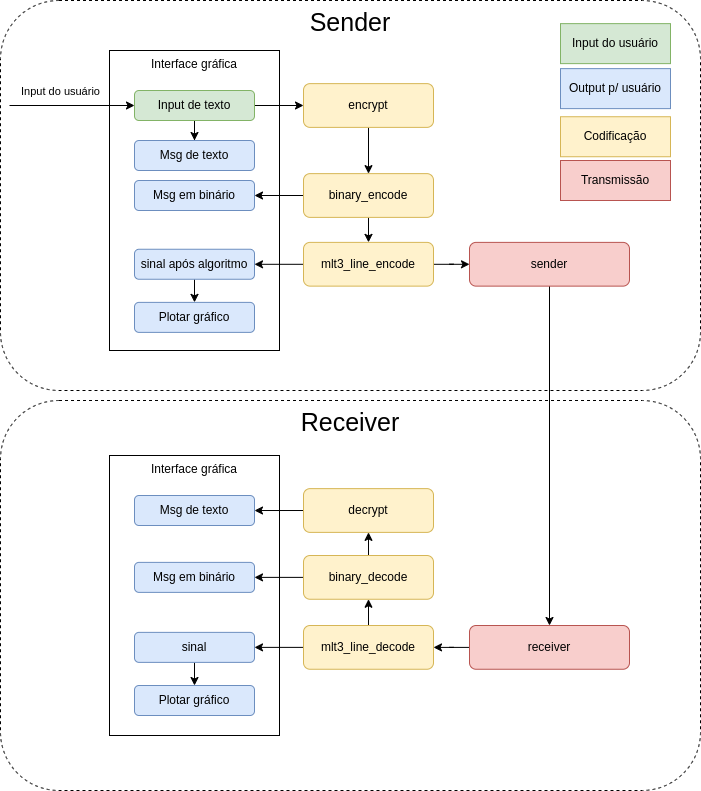 Sender
Input do usuário
Output p/ usuário
Codificação
Transmissão
Interface gráfica
Input do usuário
Input de texto
encrypt
Msg de texto
Msg em binário
binary_encode
sinal após algoritmo
mlt3_line_encode
sender
Plotar gráfico
Receiver
Interface gráfica
Msg de texto
decrypt
Msg em binário
binary_decode
sinal
mlt3_line_decode
receiver
Plotar gráfico